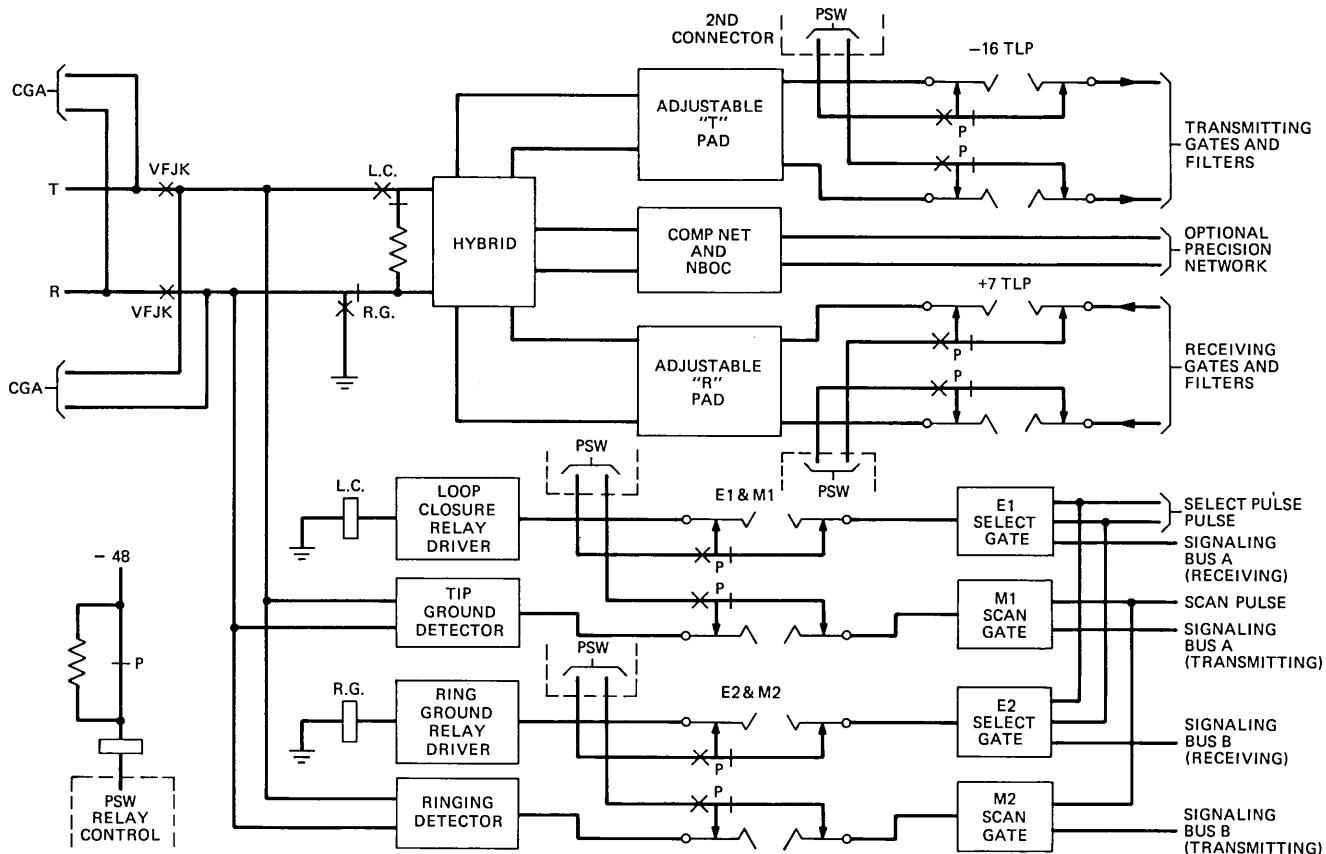 2ND
CONNECTOR
PSW
−16 TLP
CGA
ADJUSTABLE
"T"
PAD
P
P
TRANSMITTING
GATES AND
FILTERS
VFJK
T
L.C.
HYBRID
COMP NET
AND
NBOC
OPTIONAL
PRECISION
NETWORK
R
VFJK
R.G.
+7 TLP
P
P
ADJUSTABLE
"R"
PAD
RECEIVING
GATES AND
FILTERS
CGA
PSW
PSW
L.C.
LOOP
CLOSURE
RELAY
DRIVER
E1 & M1
P
P
E1
SELECT
GATE
SELECT PULSE
PULSE
SIGNALING
BUS A
(RECEIVING)
− 48
P
PSW
RELAY
CONTROL
TIP
GROUND
DETECTOR
M1
SCAN
GATE
SCAN PULSE
SIGNALING
BUS A
(TRANSMITTING)
PSW
R.G.
RING
GROUND
RELAY
DRIVER
E2 & M2
P
P
E2
SELECT
GATE
SIGNALING
BUS B
(RECEIVING)
RINGING
DETECTOR
M2
SCAN
GATE
SIGNALING
BUS B
(TRANSMITTING)